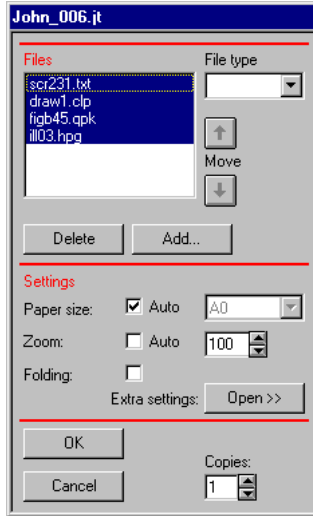 John_006.jt
Files
File type
scr231.txt
draw1.clp
figb45.qpk
ill03.hpg
Move
Delete
Add...
Settings
Paper size: Auto A0
Zoom: Auto 100
Folding:
Extra settings: Open >>
OK
Copies:
Cancel
1